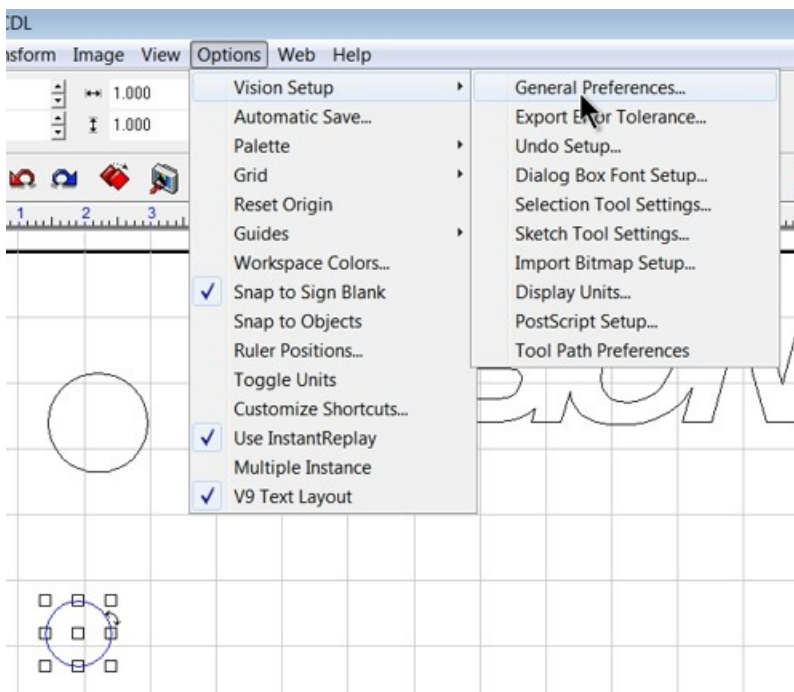 CDL
nsform Image View Options Web Help
1.000
1.000
1 2 3
Vision Setup
Automatic Save...
Palette
Grid
Reset Origin
Guides
Workspace Colors...
Snap to Sign Blank
Snap to Objects
Ruler Positions...
Toggle Units
Customize Shortcuts...
Use InstantReplay
Multiple Instance
V9 Text Layout
General Preferences...
Export Error Tolerance...
Undo Setup...
Dialog Box Font Setup...
Selection Tool Settings...
Sketch Tool Settings...
Import Bitmap Setup...
Display Units...
PostScript Setup...
Tool Path Preferences